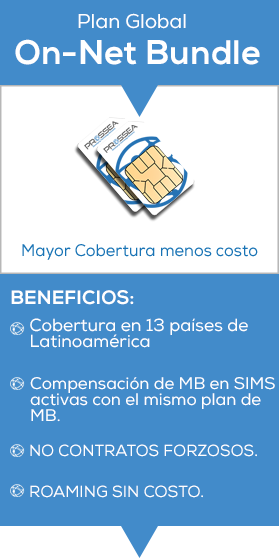 Plan Global
On-Net Bundle
PROSSEA
PROSSEA
Mayor Cobertura menos costo
BENEFICIOS:
Cobertura en 13 países de
Latinoamérica
Compensación de MB en SIMS
activas con el mismo plan de
MB.
NO CONTRATOS FORZOSOS.
ROAMING SIN COSTO.